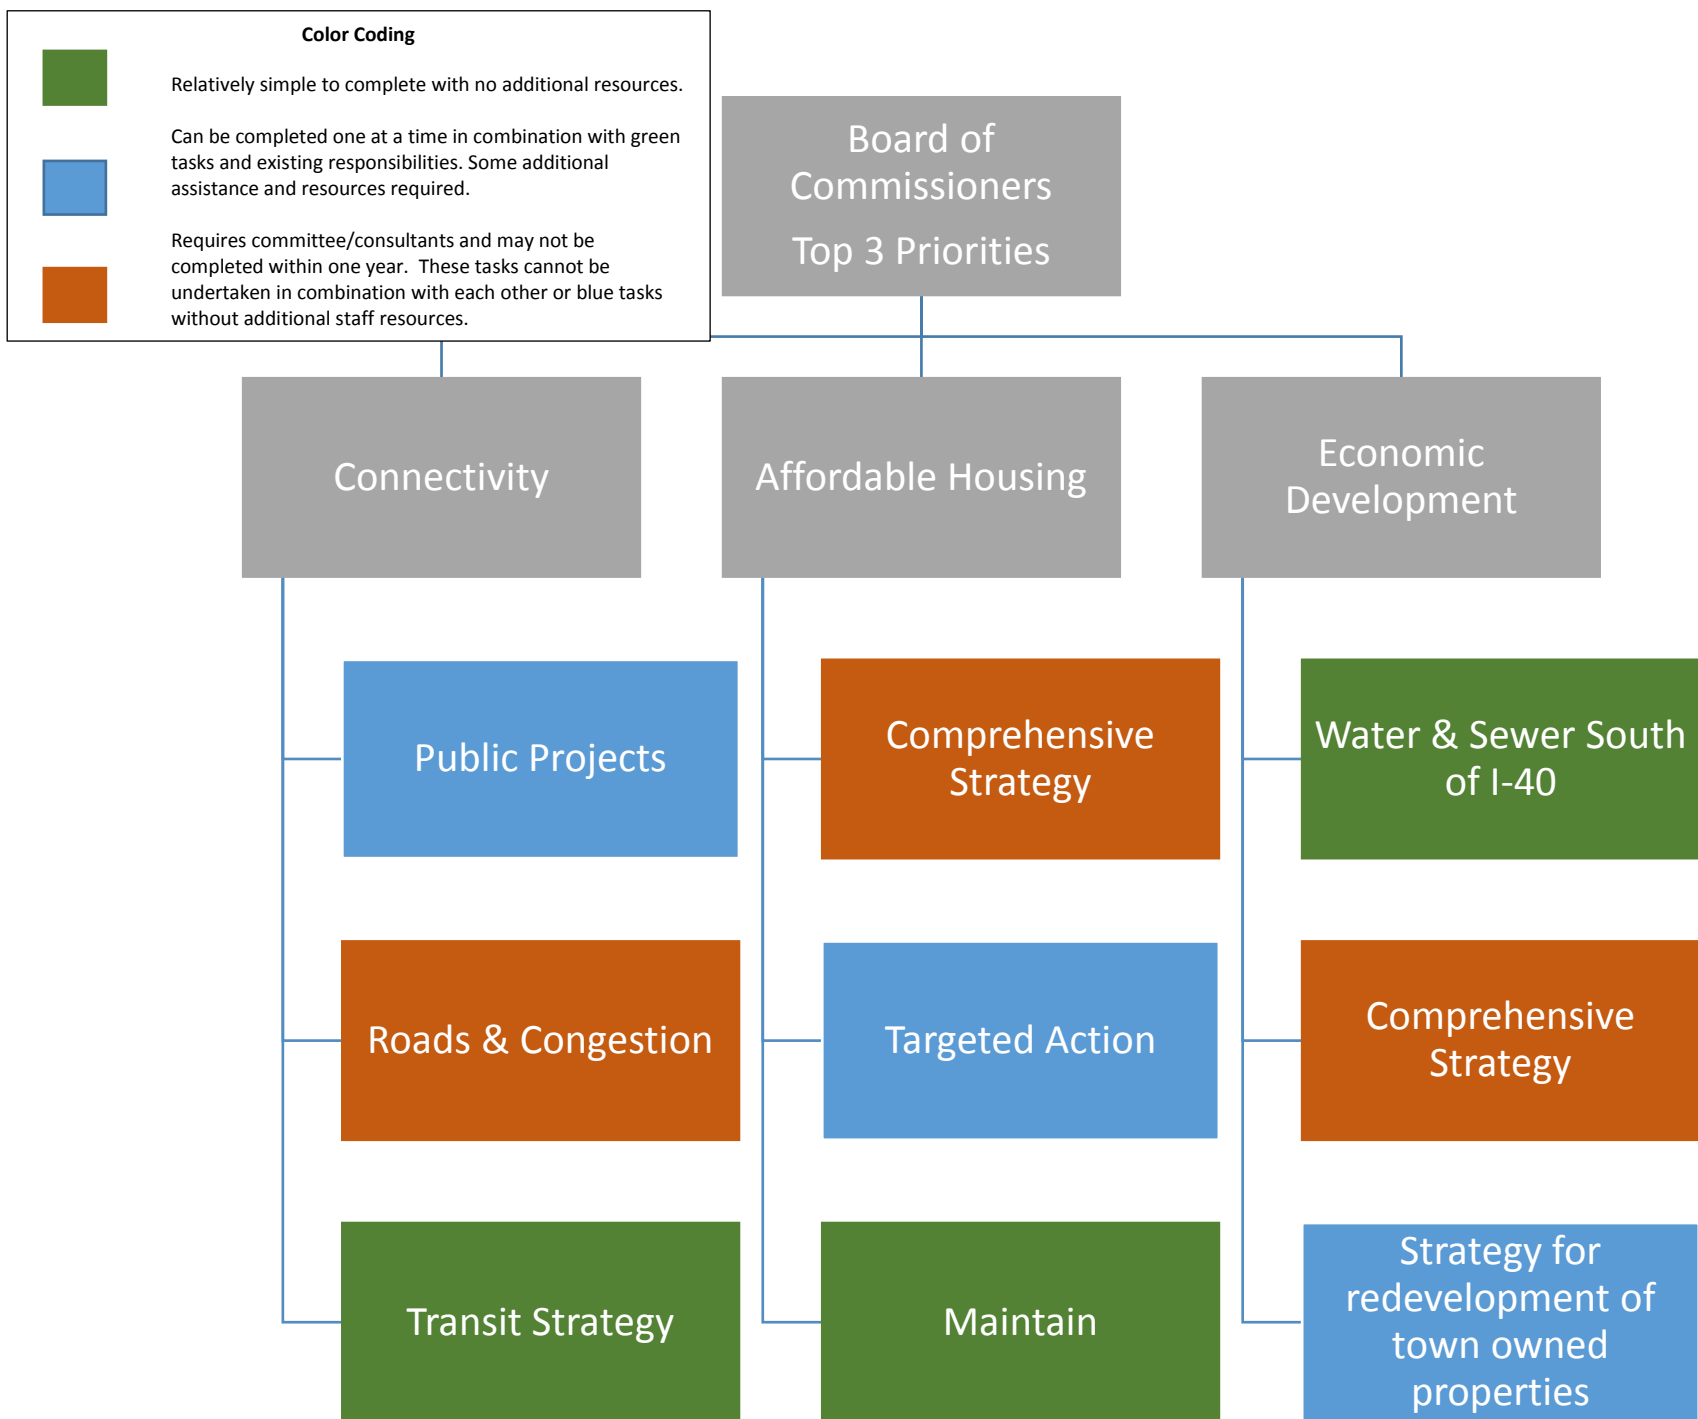 Color Coding
Relatively simple to complete with no additional resources.
Can be completed one at a time in combination with green
tasks and existing responsibilities. Some additional
assistance and resources required.
Requires committee/consultants and may not be
completed within one year.  These tasks cannot be
undertaken in combination with each other or blue tasks
without additional staff resources.
Board of
Commissioners
Top 3 Priorities
Connectivity
Affordable Housing
Economic
Development
Public Projects
Comprehensive
Strategy
Water & Sewer South
of I-40
Roads & Congestion
Targeted Action
Comprehensive
Strategy
Transit Strategy
Maintain
Strategy for
redevelopment of
town owned
properties